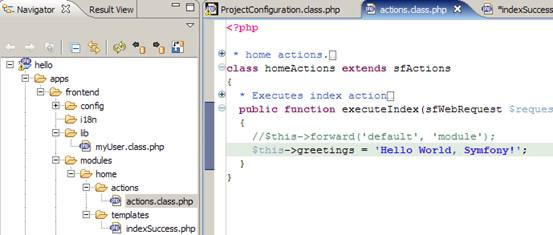 Navigator
Result View
hello
apps
frontend
config
i18n
lib
myUser.class.php
modules
home
actions
actions.class.php
templates
indexSuccess.php
ProjectConfiguration.class.php
actions.class.php
*indexSucces
<?php
* home actions.
class homeActions extends sfActions
{
* Executes index action
public function executeIndex(sfWebRequest $reques
{
//$this->forward('default', 'module');
$this->greetings = 'Hello World, Symfony!';
}
}